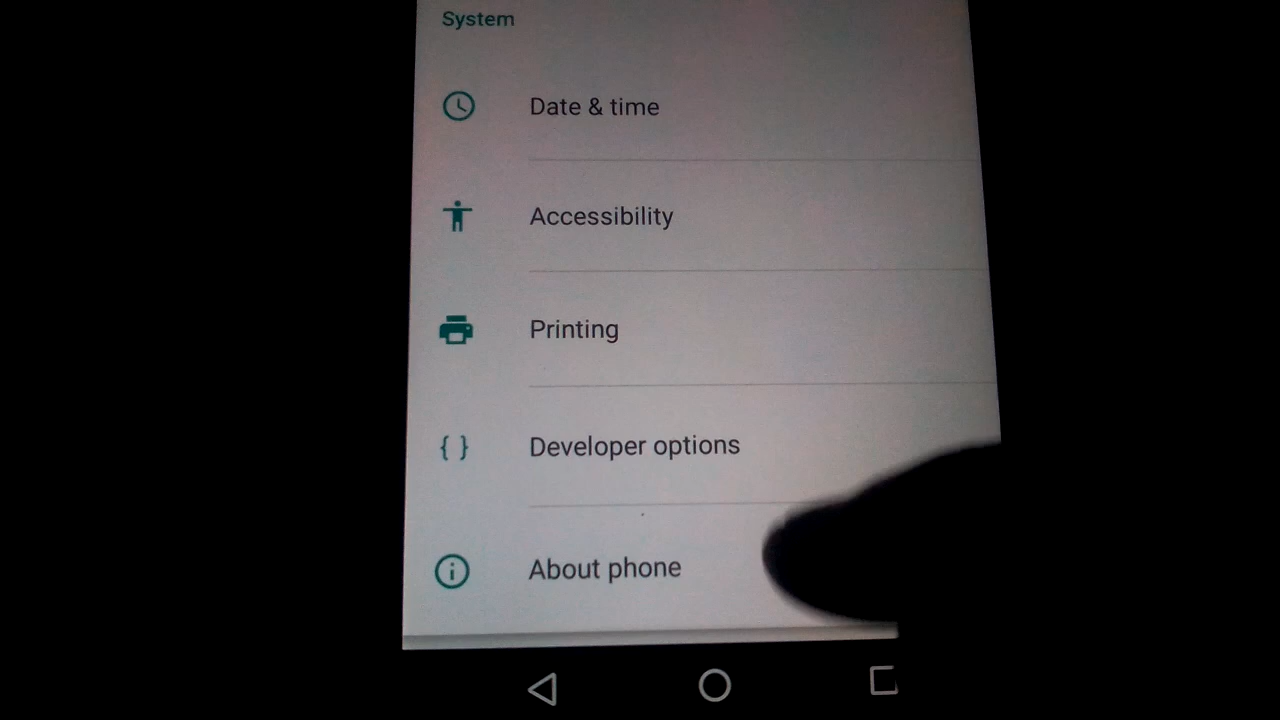 System
Date & time
Accessibility
Printing
Developer options
About phone